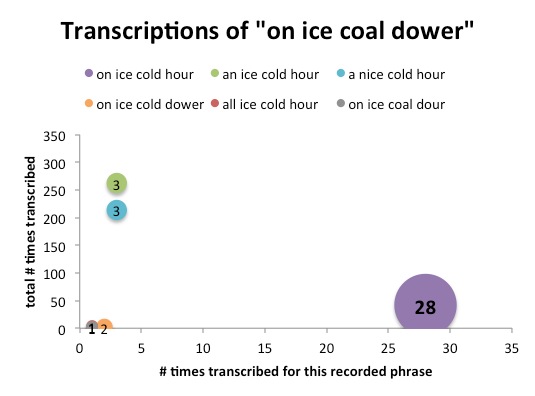 Transcriptions of "on ice coal dower"
on ice cold hour an ice cold hour a nice cold hour
on ice cold dower all ice cold hour on ice coal dour
350
300
250
200
150
100
50
0
total # times transcribed
3
3
28
1 2
0 5 10 15 20 25 30 35
# times transcribed for this recorded phrase